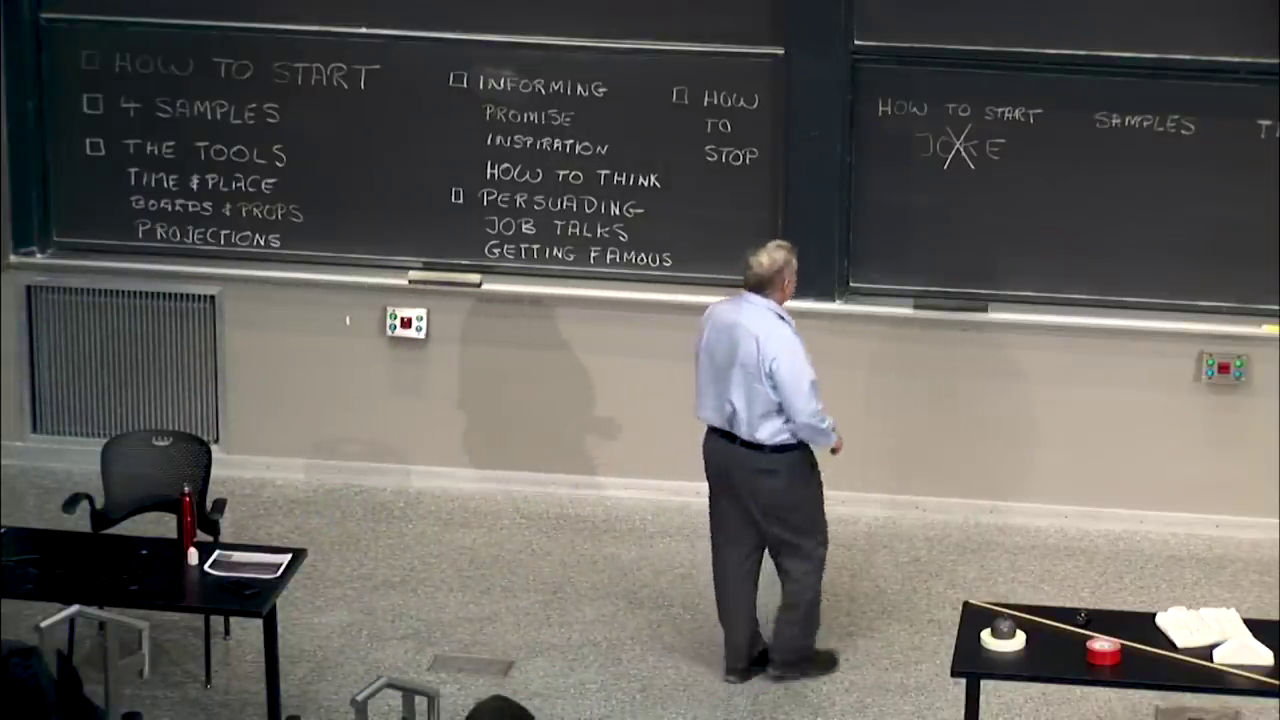 HOW TO START
4 SAMPLES
THE TOOLS
TIME & PLACE
BOARDS & PROPS
PROJECTIONS
INFORMING
PROMISE
INSPIRATION
HOW TO THINK
PERSUADING
JOB TALKS
GETTING FAMOUS
HOW
TO
STOP
HOW TO START
JOKE
SAMPLES
T